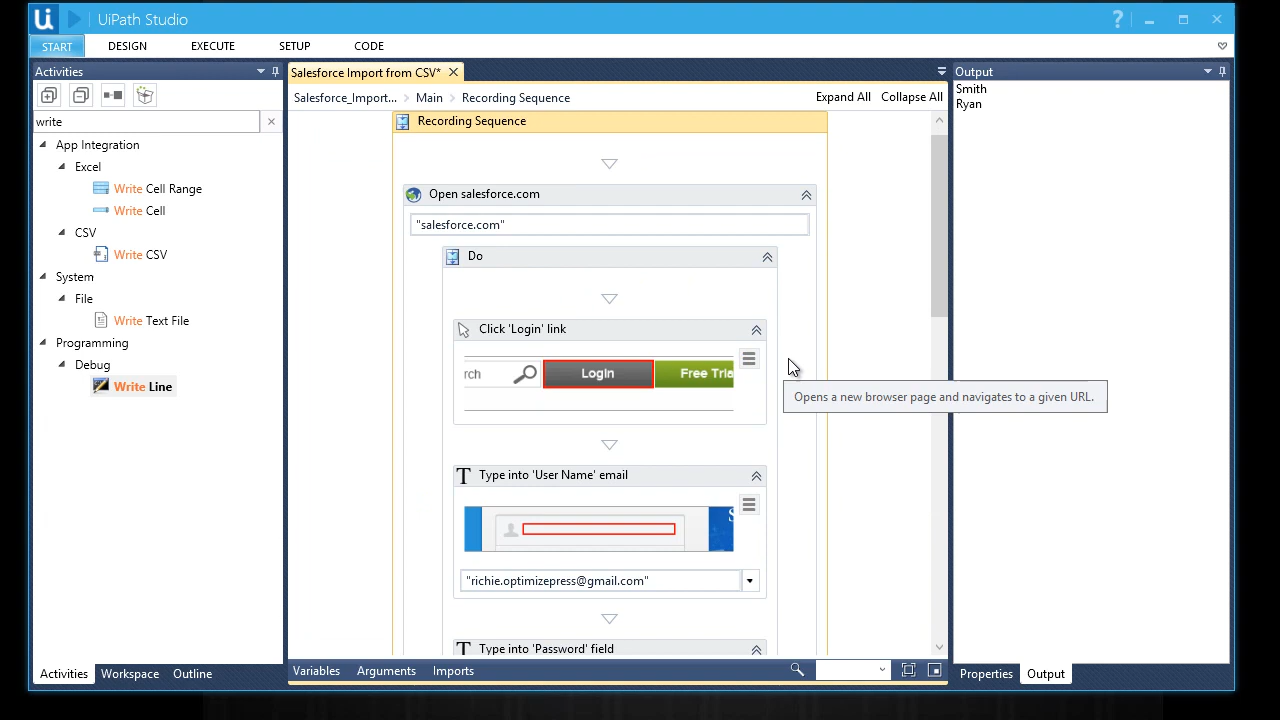 UiPath Studio
START DESIGN EXECUTE SETUP CODE
Activities
write
App Integration
Excel
Write Cell Range
Write Cell
CSV
Write CSV
System
File
Write Text File
Programming
Debug
Write Line
Activities Workspace Outline
Salesforce Import from CSV*
Salesforce_Import... > Main > Recording Sequence
Expand All Collapse All
Recording Sequence
Open salesforce.com
"salesforce.com"
Do
Click 'Login' link
rch Login Free Tria
Opens a new browser page and navigates to a given URL.
Type into 'User Name' email
"richie.optimizepress@gmail.com"
Type into 'Password' field
Variables Arguments Imports
Output
Smith
Ryan
Properties Output